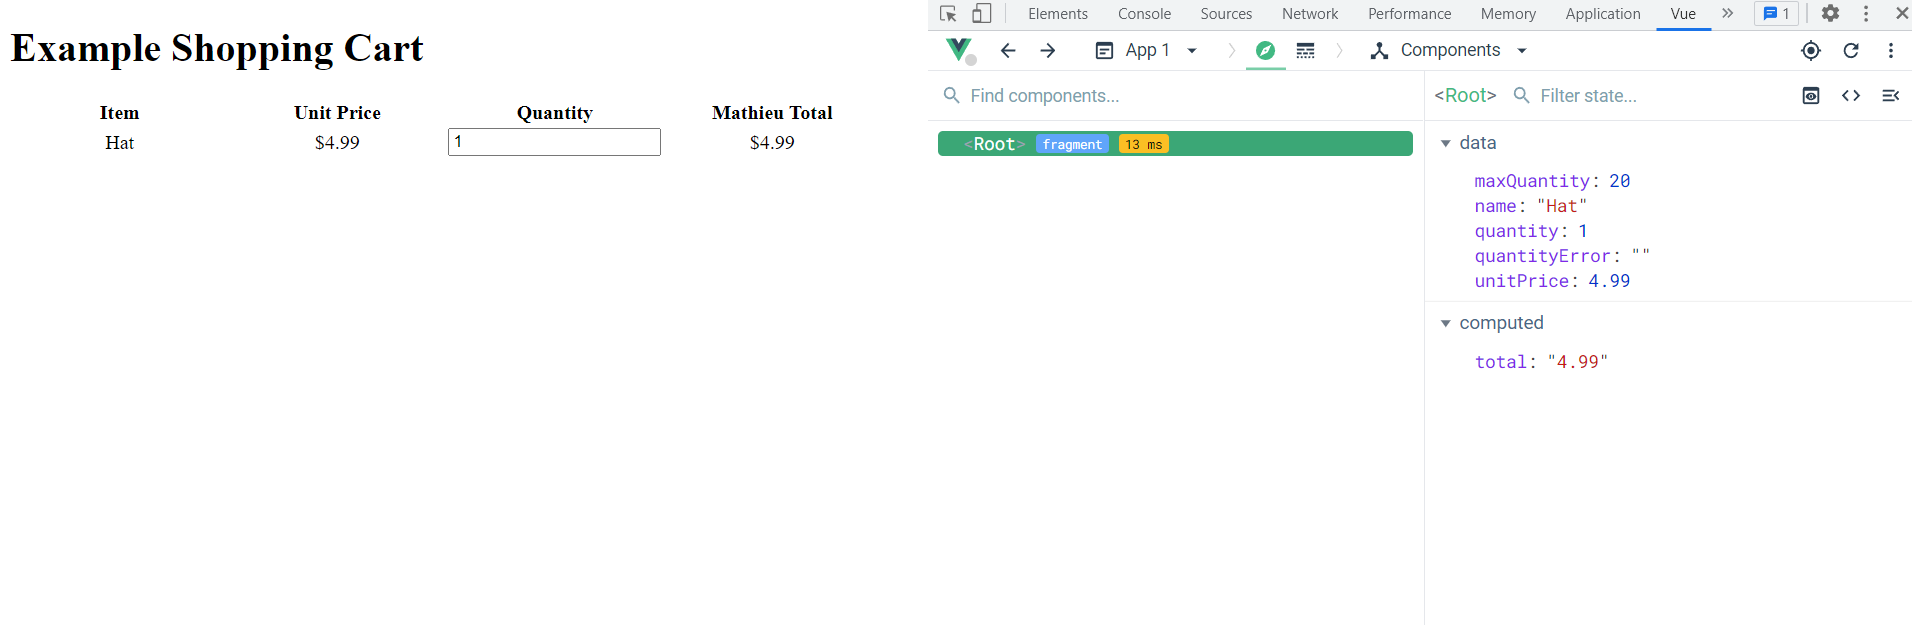 Example Shopping Cart
Item Unit Price Quantity Mathieu Total
Hat $4.99 1 $4.99
Elements Console Sources Network Performance Memory Application Vue 1
App 1 Components
Find components...
<Root> fragment 13 ms
<Root> Filter state...
data
maxQuantity: 20
name: "Hat"
quantity: 1
quantityError: ""
unitPrice: 4.99
computed
total: "4.99"